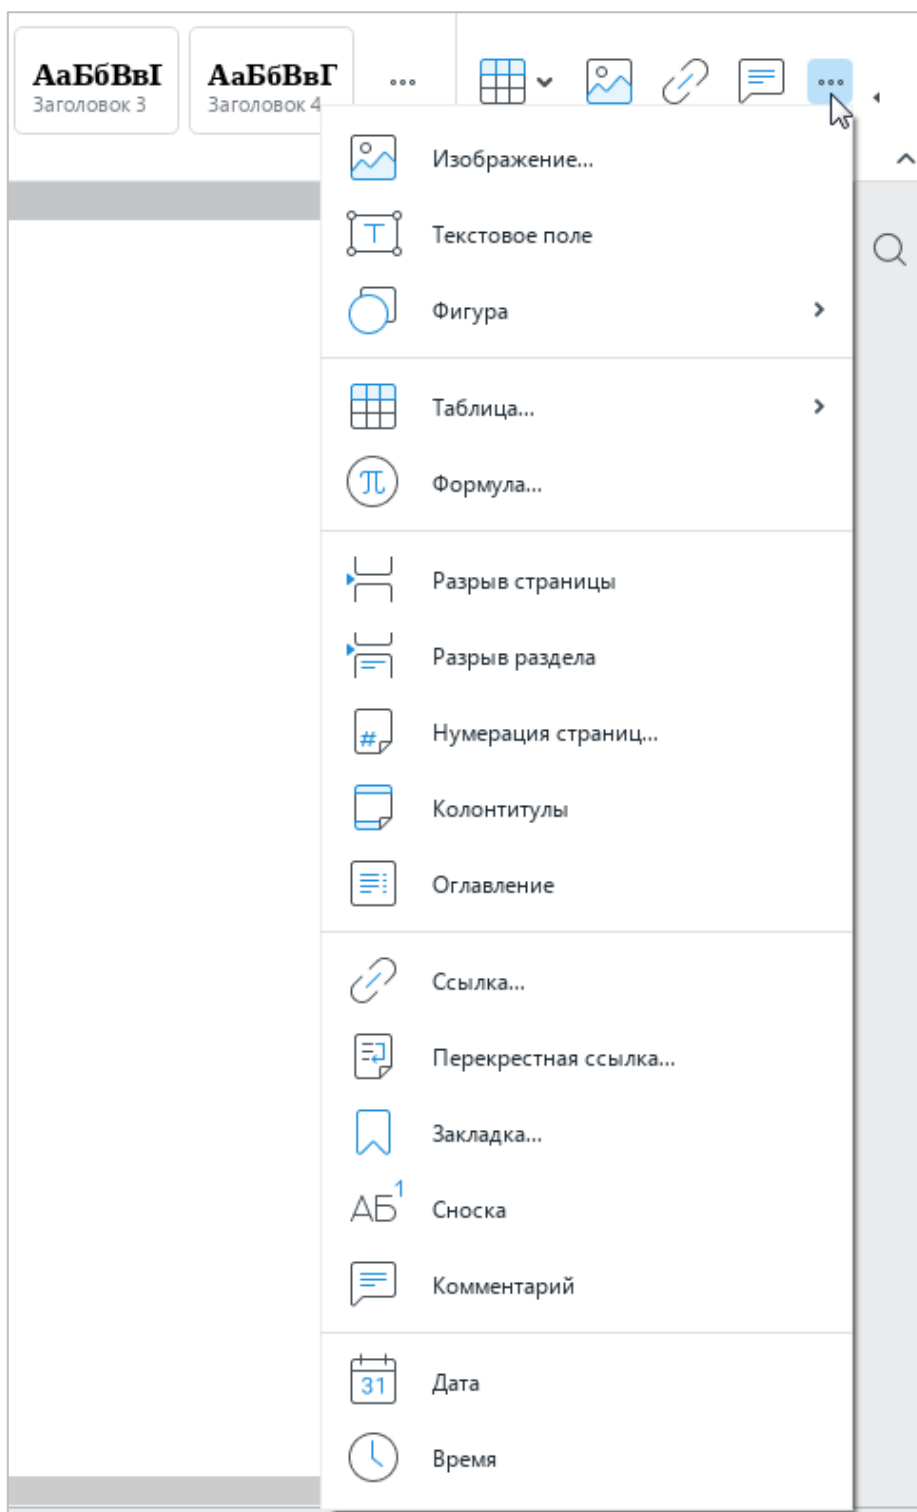 АаБбВвГ АаБбВвГ
Заголовок 3 Заголовок 4
Изображение...
T Текстовое поле
Фигура
Таблица...
π Формула...
Разрыв страницы
Разрыв раздела
# Нумерация страниц...
Колонтитулы
Оглавление
Ссылка...
Перекрестная ссылка...
Закладка...
АБ1 Сноска
Комментарий
31 Дата
Время